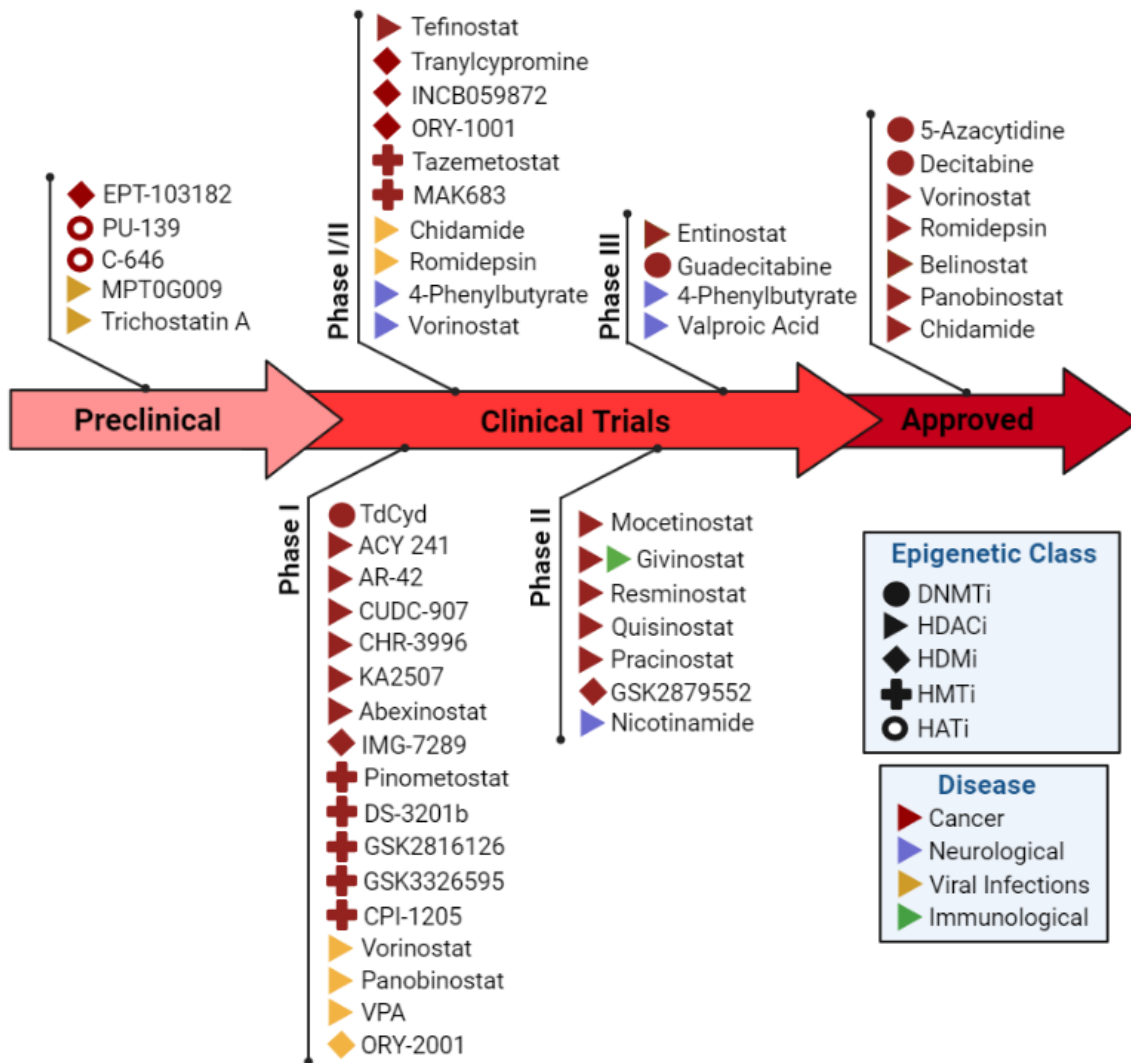 EPT-103182
PU-139
C-646
MPT0G009
Trichostatin A
Phase I/II
Tefinostat
Tranylcypromine
INCB059872
ORY-1001
Tazemetostat
MAK683
Chidamide
Romidepsin
4-Phenylbutyrate
Vorinostat
Phase III
Entinostat
Guadecitabine
4-Phenylbutyrate
Valproic Acid
5-Azacytidine
Decitabine
Vorinostat
Romidepsin
Belinostat
Panobinostat
Chidamide
Preclinical
Clinical Trials
Approved
Phase I
TdCyd
ACY 241
AR-42
CUDC-907
CHR-3996
KA2507
Abexinostat
IMG-7289
Pinometostat
DS-3201b
GSK2816126
GSK3326595
CPI-1205
Vorinostat
Panobinostat
VPA
ORY-2001
Phase II
Mocetinostat
Givinostat
Resminostat
Quisinostat
Pracinostat
GSK2879552
Nicotinamide
Epigenetic Class
DNMTi
HDACi
HDMi
HMTi
HATi
Disease
Cancer
Neurological
Viral Infections
Immunological